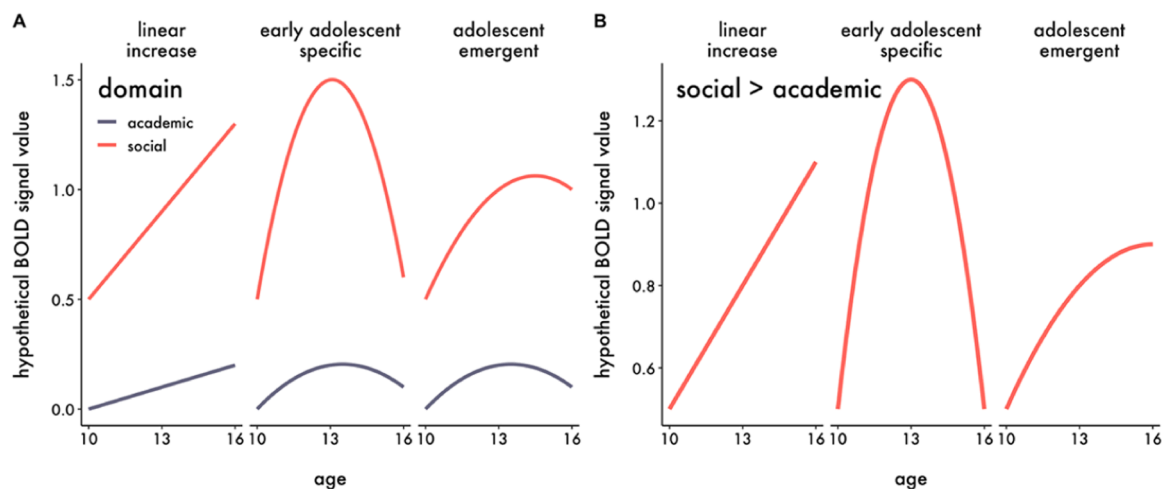 A
linear
increase
early adolescent
specific
adolescent
emergent
domain
academic
social
hypothetical BOLD signal value
1.5
1.0
0.5
0.0
10
13
16
10
13
16
10
13
16
age
B
linear
increase
early adolescent
specific
adolescent
emergent
social > academic
hypothetical BOLD signal value
1.2
1.0
0.8
0.6
10
13
16
10
13
16
10
13
16
age